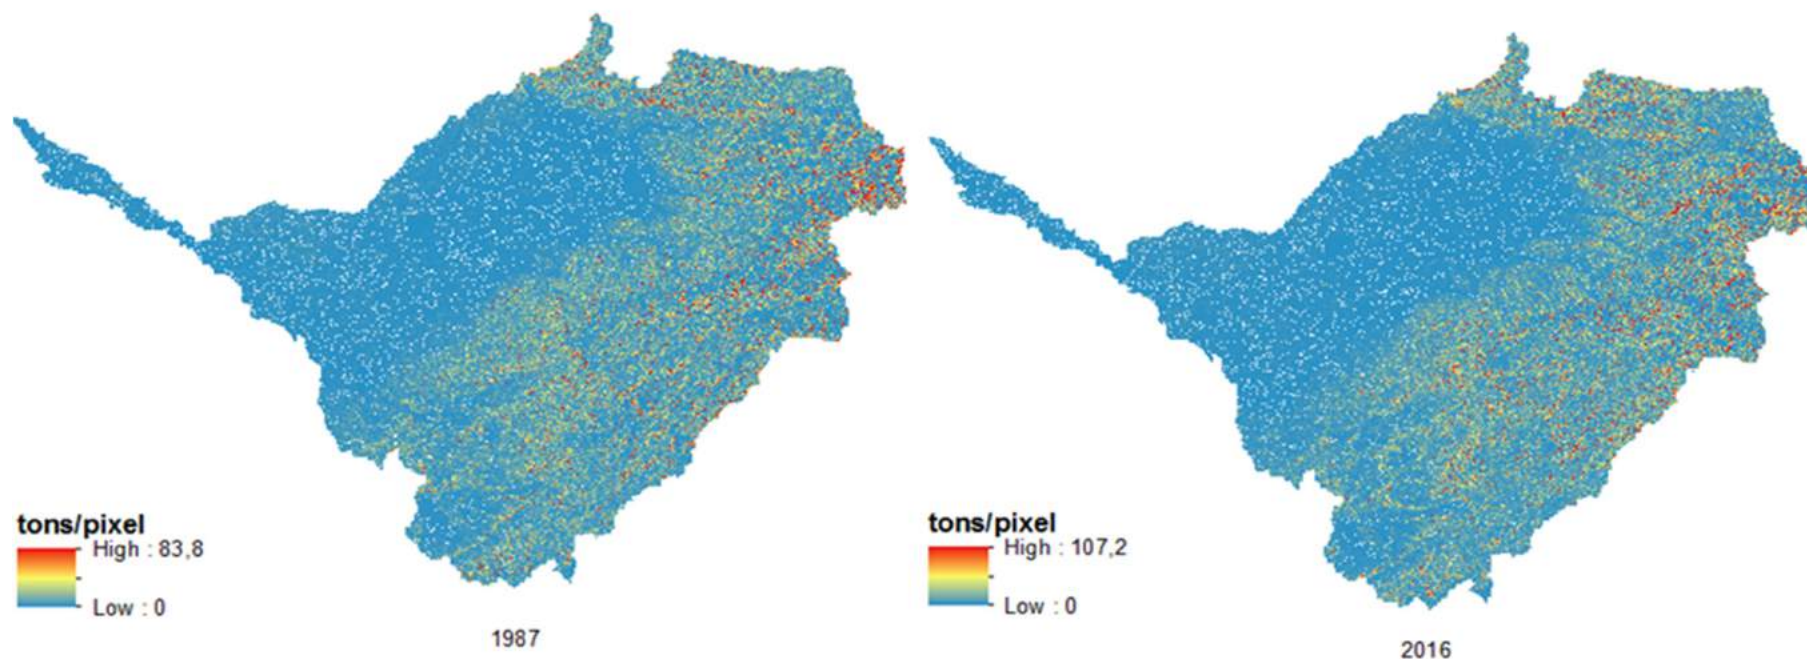 tons/pixel
High : 83,8
Low : 0
1987
tons/pixel
High : 107,2
Low : 0
2016